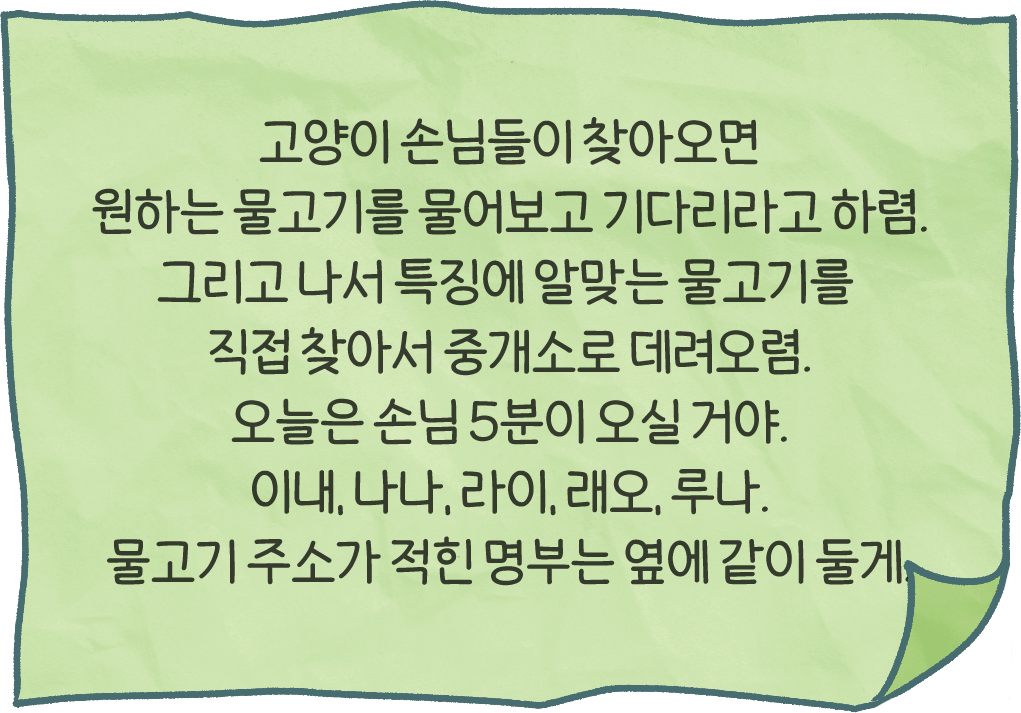 고양이 손님들이 찾아오면
원하는 물고기를 물어보고 기다리라고 하렴.
그리고 나서 특징에 알맞는 물고기를
직접 찾아서 중개소로 데려오렴.
오늘은 손님 5분이 오실 거야.
이내, 나나, 라이, 래오, 루나.
물고기 주소가 적힌 명부는 옆에 같이 둘게.